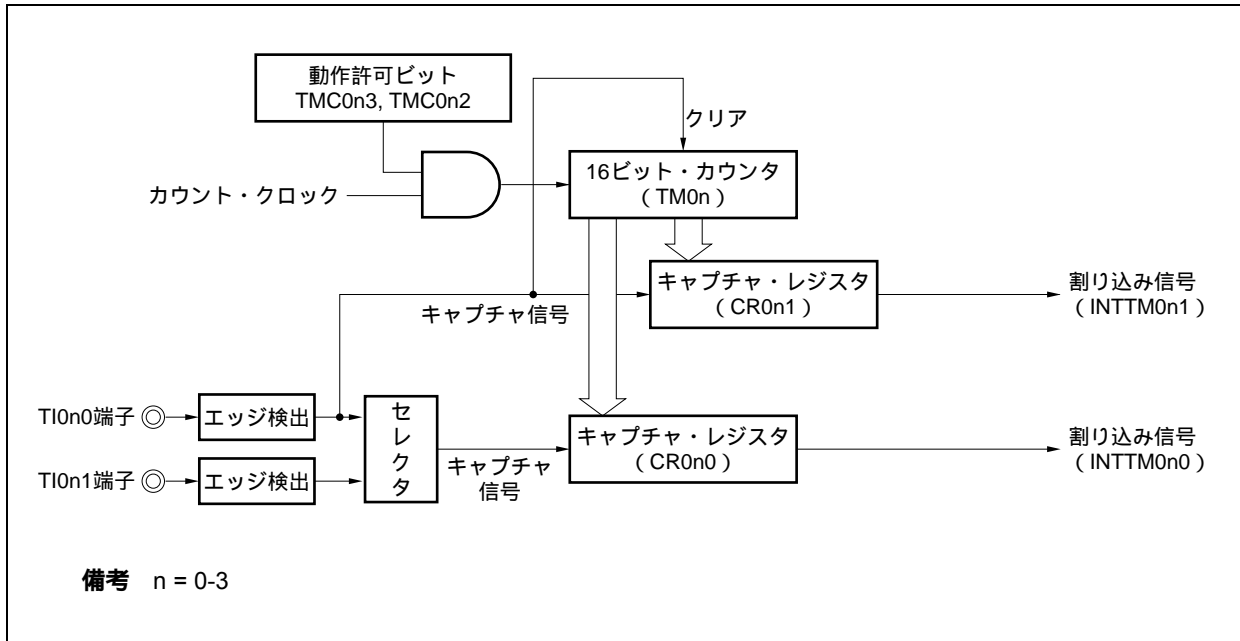 動作許可ビット
TMC0n3, TMC0n2
クリア
カウント・クロック
16ビット・カウンタ
（TM0n）
キャプチャ・レジスタ
（CR0n1）
割り込み信号
（INTTM0n1）
キャプチャ信号
TI0n0端子
エッジ検出
セレクタ
キャプチャ・レジスタ
（CR0n0）
割り込み信号
（INTTM0n0）
キャプチャ
信号
TI0n1端子
エッジ検出
備考 n = 0-3